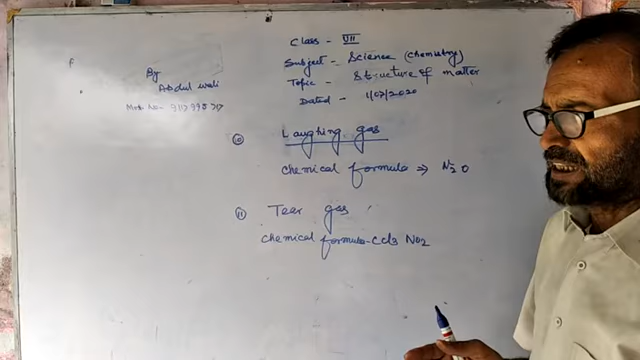 Class - VII
Subject - Science (Chemistry)
Topic - Structure of matter
Dated - 1/07/2020
By
Abdul wali
Mob. No -
(i) Laughing gas
Chemical formula ⇒ N2O
(ii) Tear gas
Chemical formula - CCl3 NO2